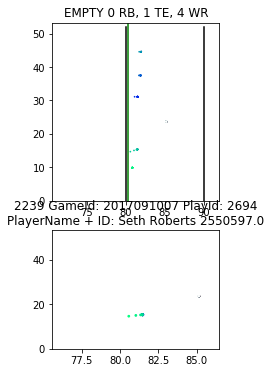 EMPTY 0 RB, 1 TE, 4 WR
50
40
30
20
10
0
75 80 85 90
2239 GameId: 2017091007 PlayId: 2694
PlayerName + ID: Seth Roberts 2550597.0
40
20
0
77.5 80.0 82.5 85.0